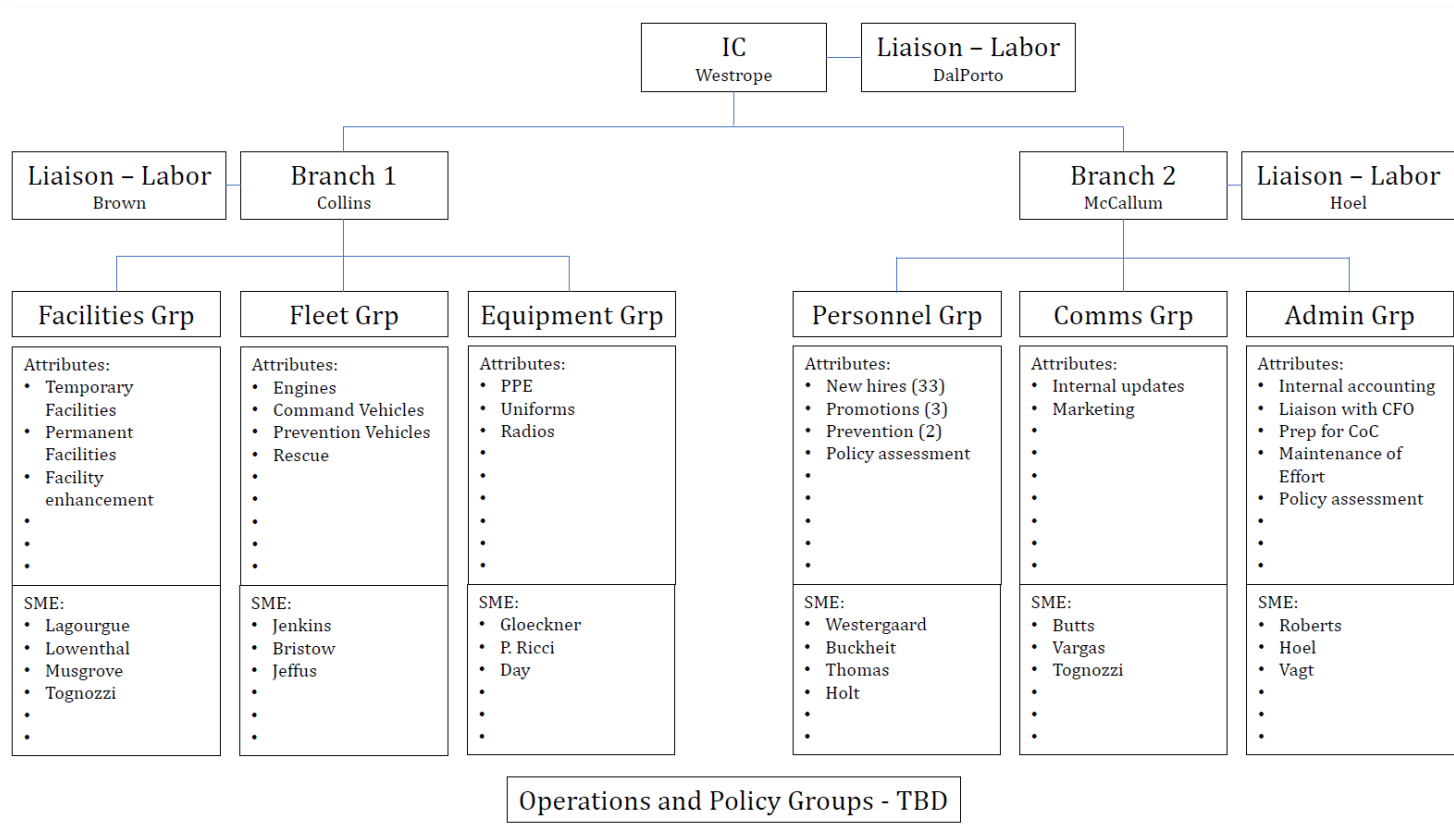 IC
Westrope
Liaison – Labor
DalPorto
Liaison – Labor
Brown
Branch 1
Collins
Branch 2
McCallum
Liaison – Labor
Hoel
Facilities Grp
Attributes:
• Temporary
Facilities
• Permanent
Facilities
• Facility
enhancement
•
•
•
SME:
• Lagourgue
• Lowenthal
• Musgrove
• Tognozzi
•
•
Fleet Grp
Attributes:
• Engines
• Command Vehicles
• Prevention Vehicles
• Rescue
•
•
•
•
•
SME:
• Jenkins
• Bristow
• Jeffus
•
•
•
Equipment Grp
Attributes:
• PPE
• Uniforms
• Radios
•
•
•
•
•
•
SME:
• Gloeckner
• P. Ricci
• Day
•
•
•
Personnel Grp
Attributes:
• New hires (33)
• Promotions (3)
• Prevention (2)
• Policy assessment
•
•
•
•
•
SME:
• Westergaard
• Buckheit
• Thomas
• Holt
•
•
Comms Grp
Attributes:
• Internal updates
• Marketing
•
•
•
•
•
•
•
SME:
• Butts
• Vargas
• Tognozzi
•
•
•
Admin Grp
Attributes:
• Internal accounting
• Liaison with CFO
• Prep for CoC
• Maintenance of
Effort
• Policy assessment
•
•
•
SME:
• Roberts
• Hoel
• Vagt
•
•
•
Operations and Policy Groups - TBD